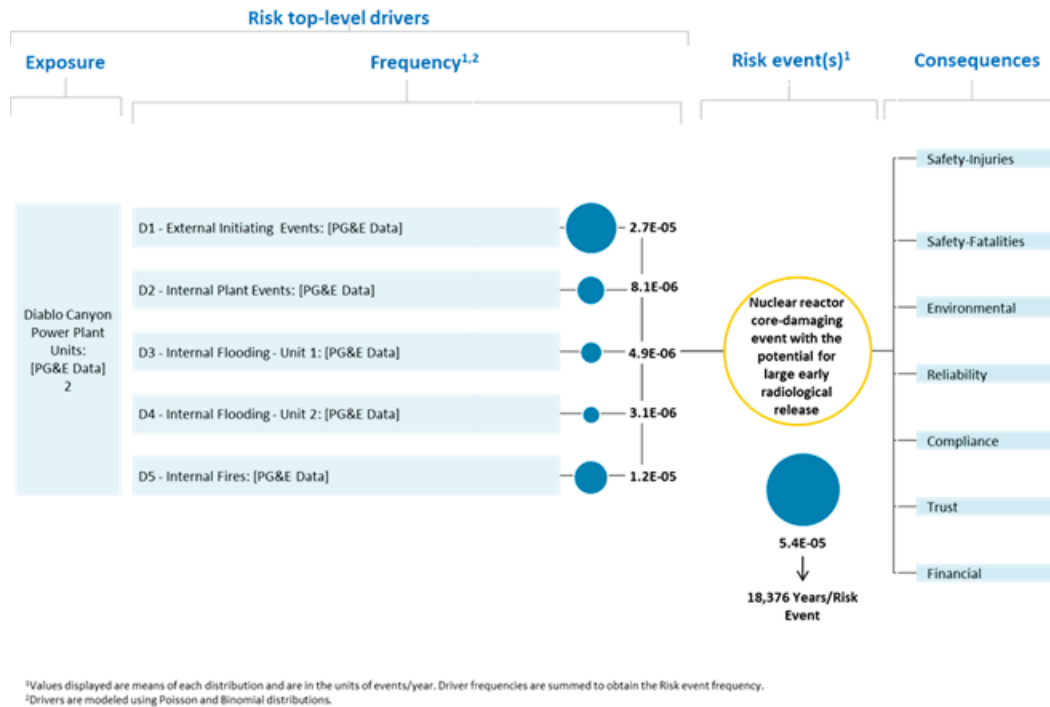 Risk top-level drivers
Exposure
Frequency1,2
Risk event(s)1
Consequences
Diablo Canyon
Power Plant
Units:
[PG&E Data]
2
D1 - External Initiating Events: [PG&E Data]
2.7E-05
D2 - Internal Plant Events: [PG&E Data]
8.1E-06
D3 - Internal Flooding - Unit 1: [PG&E Data]
4.9E-06
D4 - Internal Flooding - Unit 2: [PG&E Data]
3.1E-06
D5 - Internal Fires: [PG&E Data]
1.2E-05
Nuclear reactor
core-damaging
event with the
potential for
large early
radiological
release
5.4E-05
18,376 Years/Risk
Event
Safety-Injuries
Safety-Fatalities
Environmental
Reliability
Compliance
Trust
Financial
1Values displayed are means of each distribution and are in the units of events/year. Driver frequencies are summed to obtain the Risk event frequency.
2Drivers are modeled using Poisson and Binomial distributions.